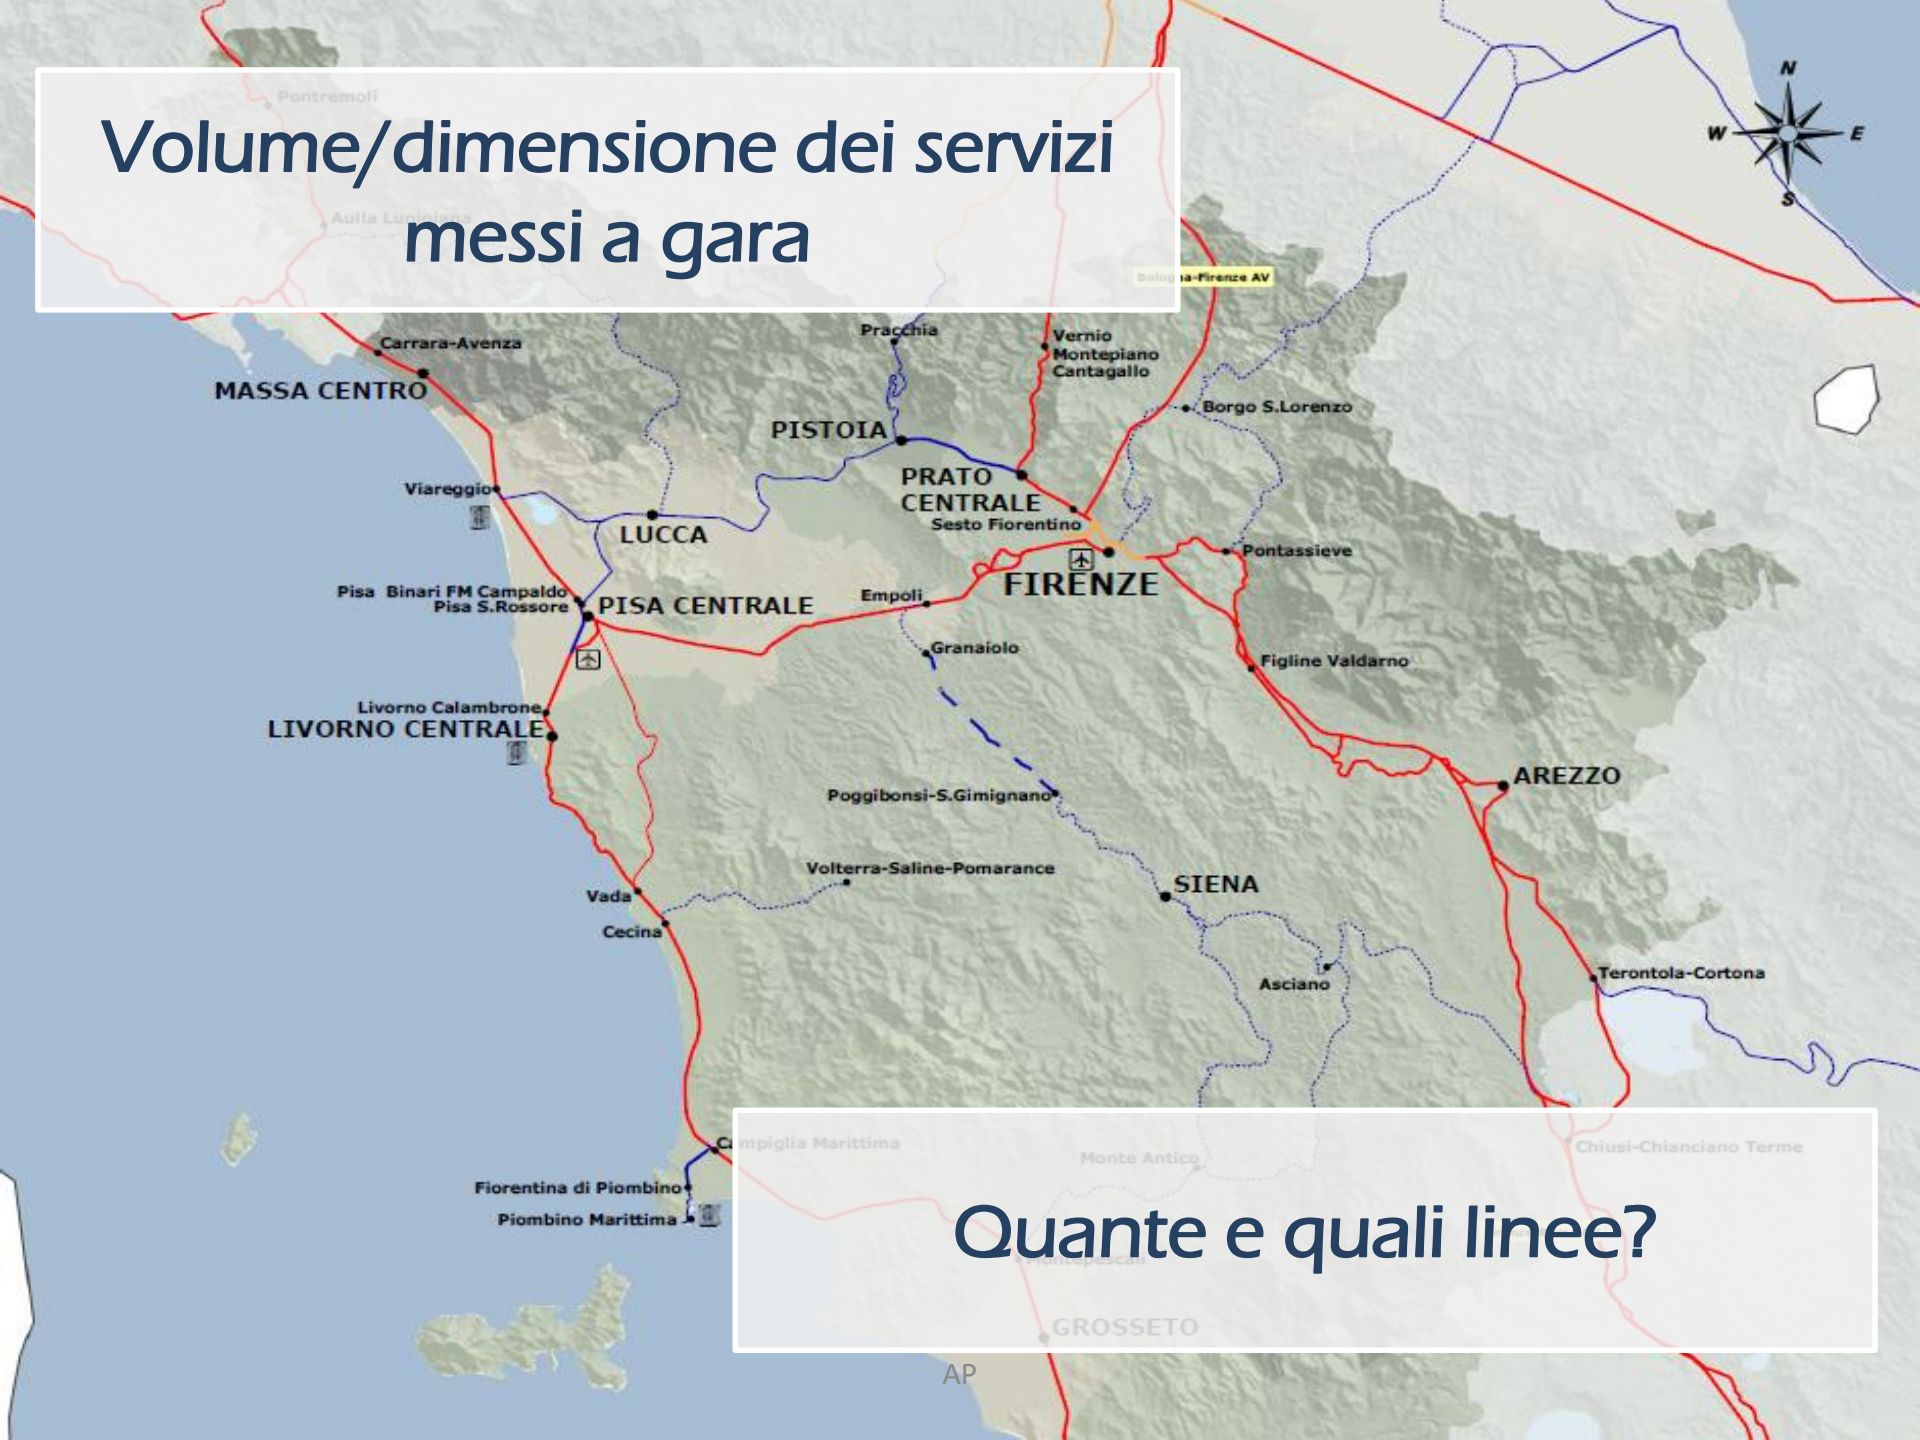 Pontremoli
Volume/dimensione dei servizi
messi a gara
Aulla Lunigiana
Bologna-Firenze AV
N
W
E
S
Carrara-Avenza
MASSA CENTRO
Pracchia
Vernio
Montepiano
Cantagallo
Borgo S.Lorenzo
PISTOIA
PRATO
CENTRALE
Sesto Fiorentino
Viareggio
LUCCA
FIRENZE
Pontassieve
Pisa Binari FM Campaldo
Pisa S.Rossore
PISA CENTRALE
Empoli
Granaiolo
Figline Valdarno
Livorno Calambrone
LIVORNO CENTRALE
AREZZO
Poggibonsi-S.Gimignano
Volterra-Saline-Pomarance
SIENA
Vada
Cecina
Asciano
Terontola-Cortona
Campiglia Marittima
Monte Antico
Chiusi-Chianciano Terme
Fiorentina di Piombino
Piombino Marittima
Quante e quali linee?
Montepescali
GROSSETO
AP